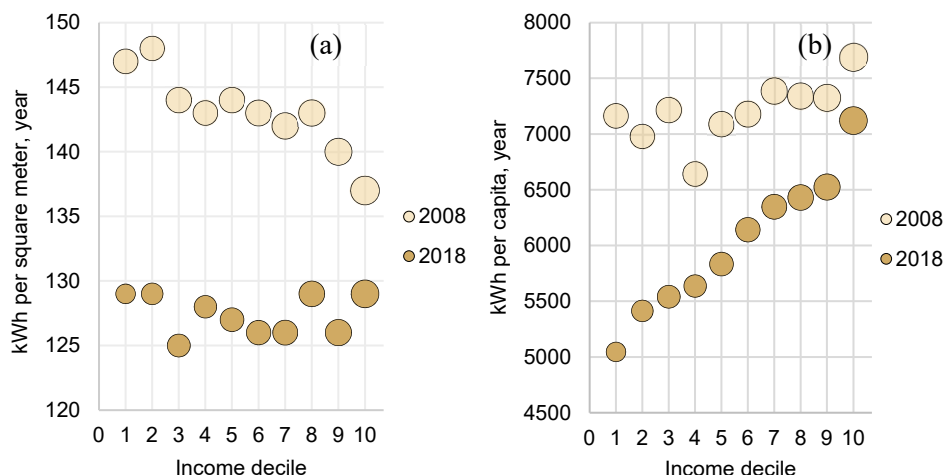 (a)
150
145
140
135
130
125
120
kWh per square meter, year
0 1 2 3 4 5 6 7 8 9 10
Income decile
2008
2018
(b)
8000
7500
7000
6500
6000
5500
5000
4500
kWh per capita, year
0 1 2 3 4 5 6 7 8 9 10
Income decile
2008
2018